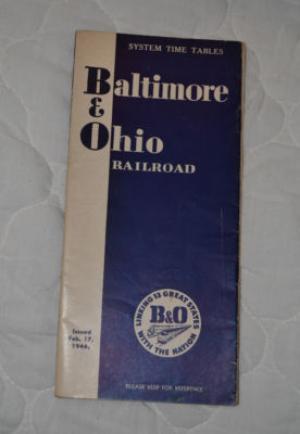 SYSTEM TIME TABLES
Baltimore
&
Ohio
RAILROAD
LINKING 13 GREAT STATES
B&O
WITH THE NATION
Issued
Feb. 17,
1946.
PLEASE KEEP FOR REFERENCE